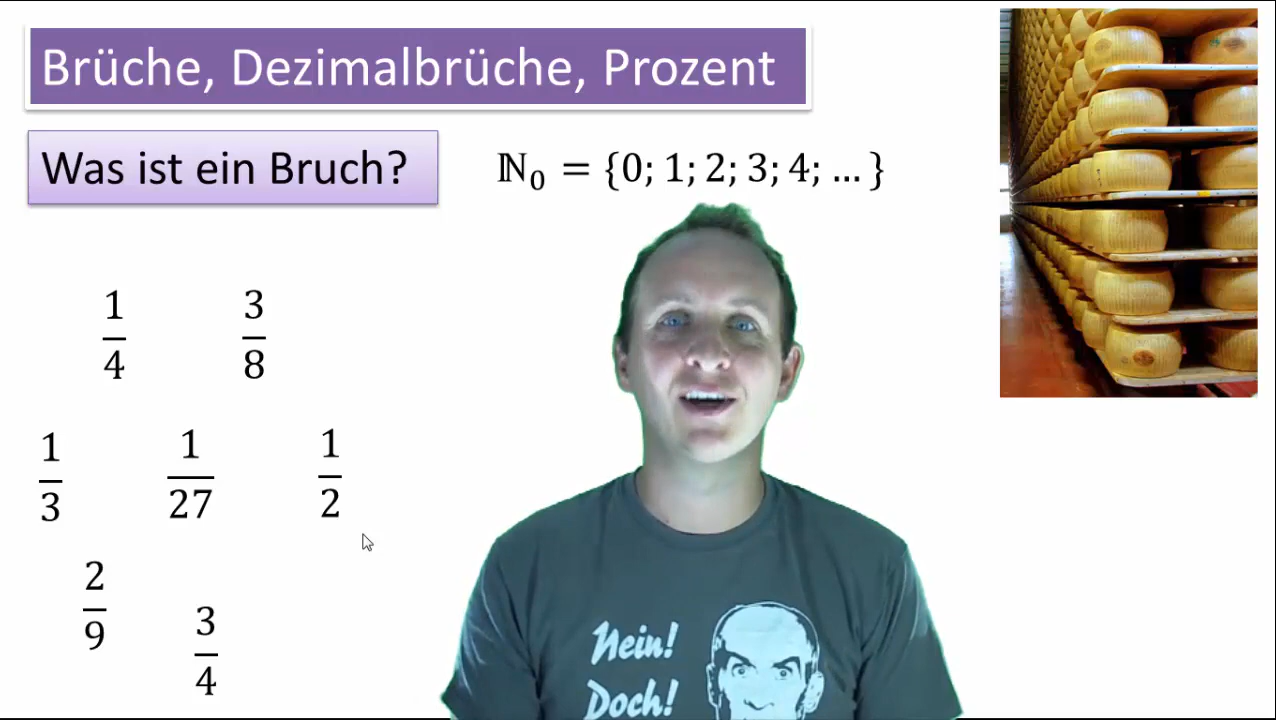 Brüche, Dezimalbrüche, Prozent
Was ist ein Bruch?
ℕ₀ = {0; 1; 2; 3; 4; ... }
1/4
3/8
1/3
1/27
1/2
2/9
3/4
Nein!
Doch!